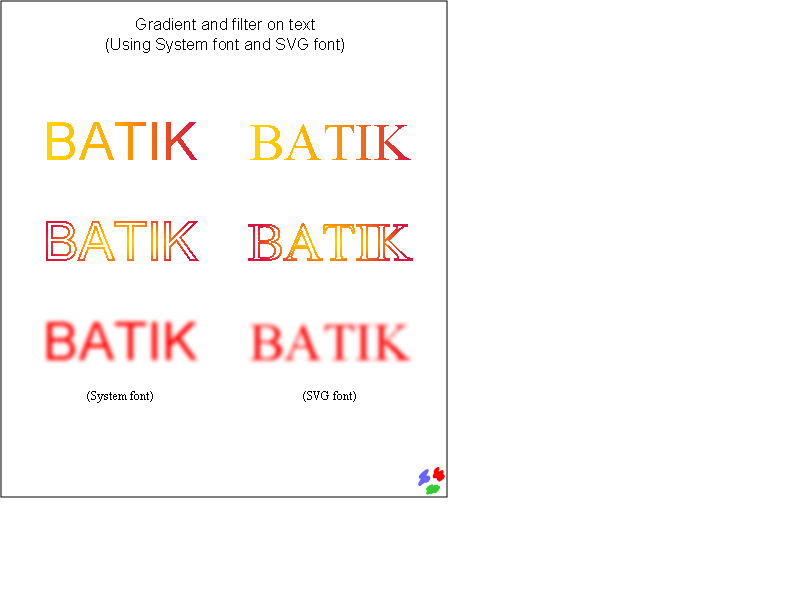 Gradient and filter on text
(Using System font and SVG font)
BATIK BATIK
BATIK BATIK
BATIK BATIK
(System font) (SVG font)